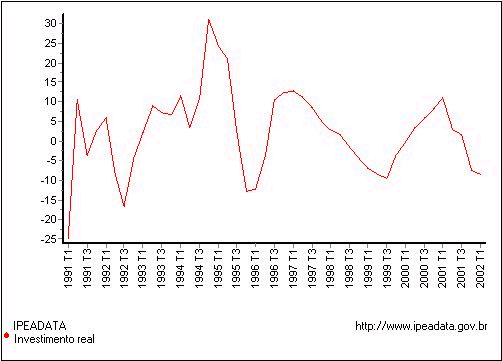 30
25
20
15
10
5
0
-5
-10
-15
-20
-25
1991 T1
1991 T3
1992 T1
1992 T3
1993 T1
1993 T3
1994 T1
1994 T3
1995 T1
1995 T3
1996 T1
1996 T3
1997 T1
1997 T3
1998 T1
1998 T3
1999 T1
1999 T3
2000 T1
2000 T3
2001 T1
2001 T3
2002 T1
IPEADATA http://www.ipeadata.gov.br
Investimento real